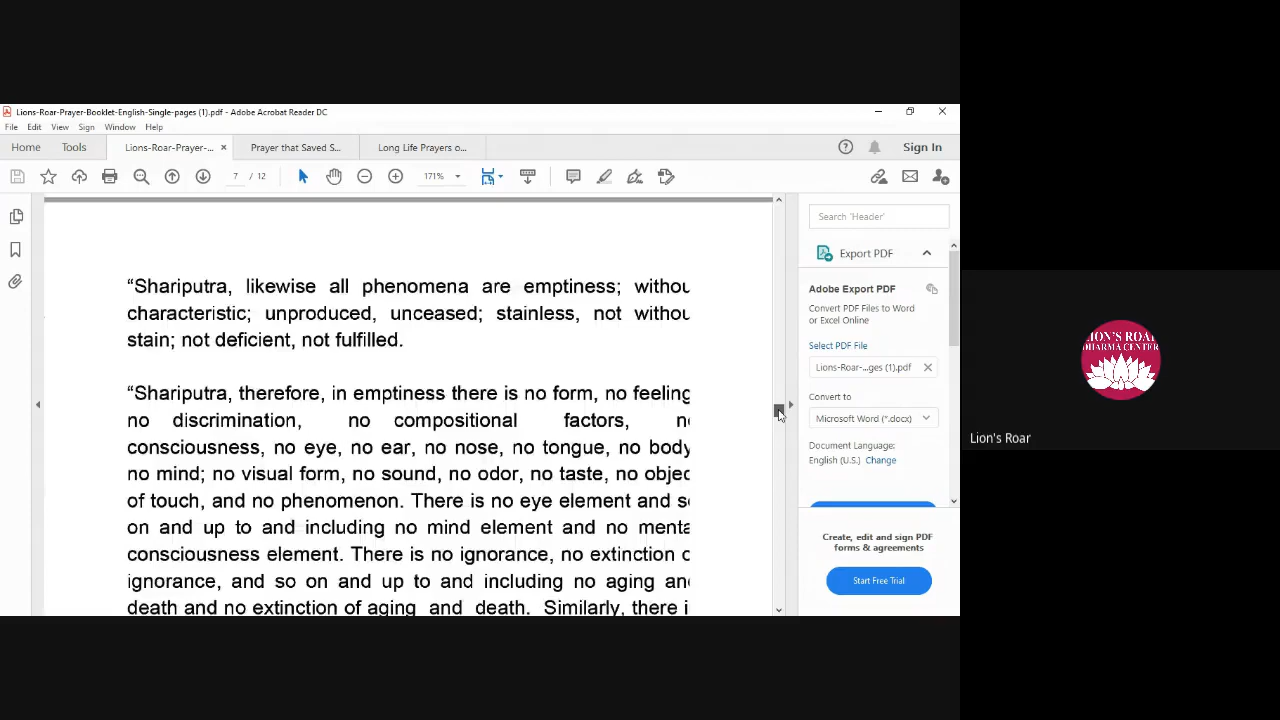 Lions-Roar-Prayer-Booklet-English-Single-pages (1).pdf - Adobe Acrobat Reader DC
File Edit View Sign Window Help
Home Tools Lions-Roar-Prayer-... × Prayer that Saved S... Long Life Prayers o... Sign In
7 / 12 171%
“Shariputra, likewise all phenomena are emptiness; withou
characteristic; unproduced, unceased; stainless, not withou
stain; not deficient, not fulfilled.
“Shariputra, therefore, in emptiness there is no form, no feeling
no discrimination, no compositional factors, no
consciousness, no eye, no ear, no nose, no tongue, no body
no mind; no visual form, no sound, no odor, no taste, no objec
of touch, and no phenomenon. There is no eye element and so
on and up to and including no mind element and no menta
consciousness element. There is no ignorance, no extinction o
ignorance, and so on and up to and including no aging and
death and no extinction of aging and death. Similarly, there i
Search 'Header'
Export PDF
Adobe Export PDF
Convert PDF Files to Word
or Excel Online
Select PDF File
Lions-Roar-...ges (1).pdf
Convert to
Microsoft Word (*.docx)
Document Language:
English (U.S.) Change
Create, edit and sign PDF
forms & agreements
Start Free Trial
LION'S ROAR
DHARMA CENTER
Lion's Roar